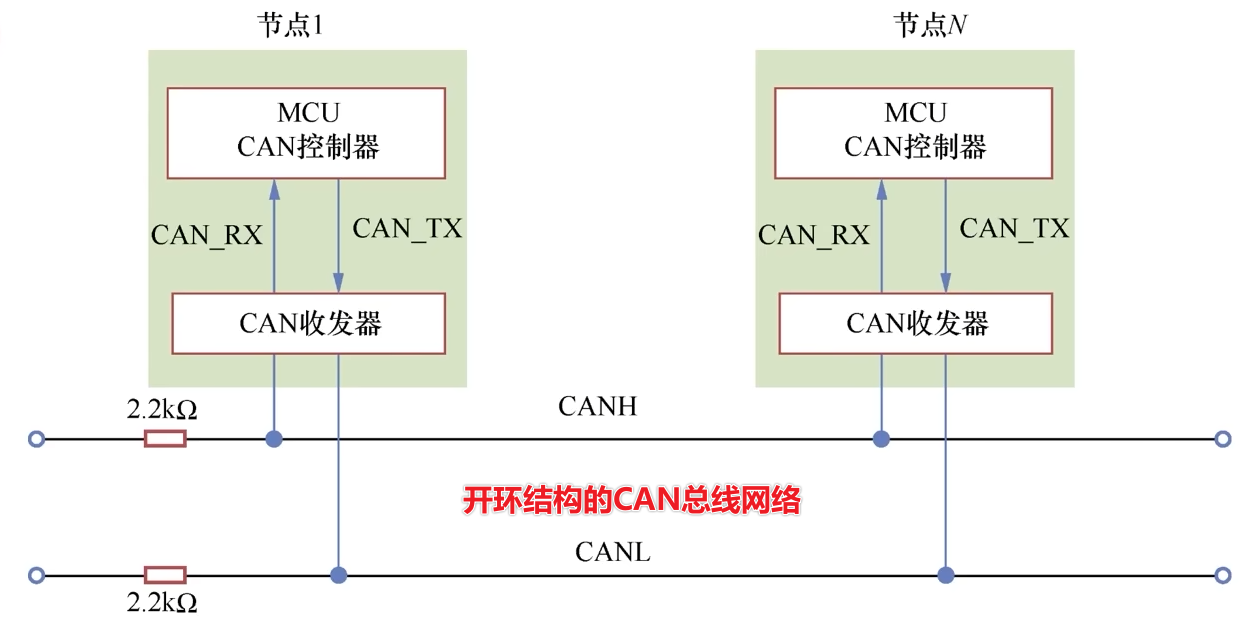 节点1
节点N
MCU
CAN控制器
MCU
CAN控制器
CAN_RX
CAN_TX
CAN_RX
CAN_TX
CAN收发器
CAN收发器
2.2kΩ
CANH
开环结构的CAN总线网络
CANL
2.2kΩ